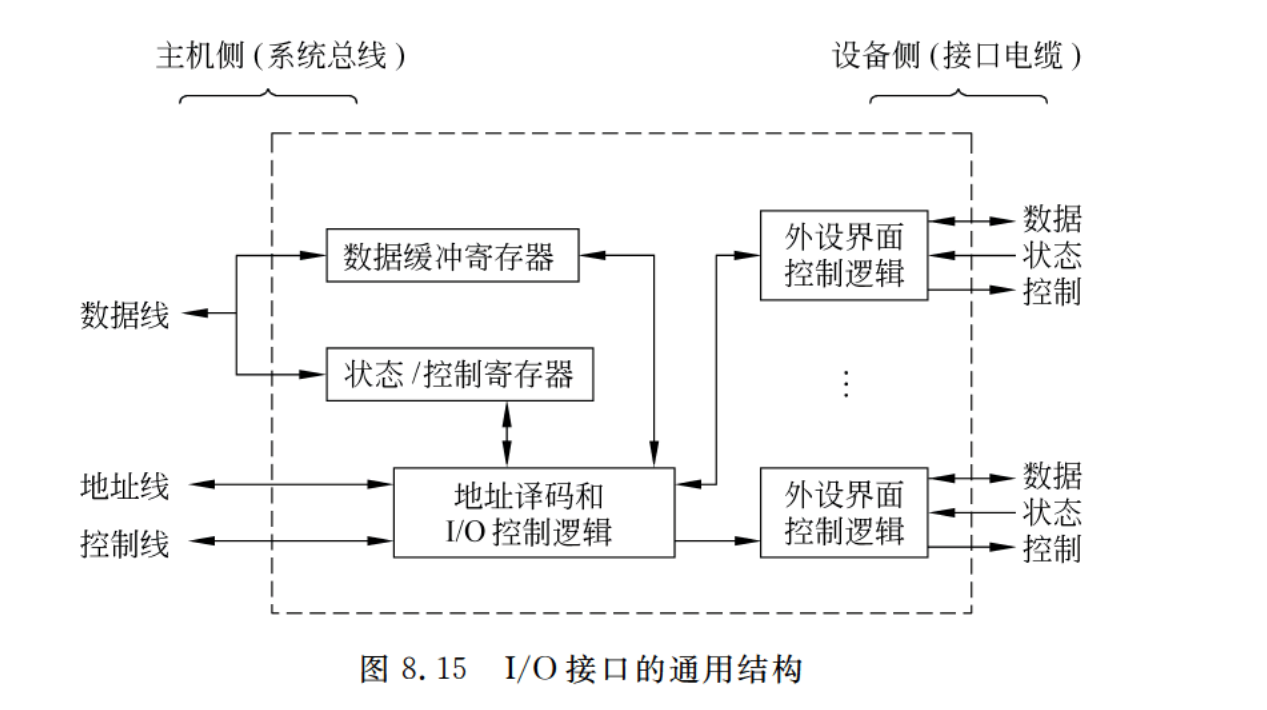 主机侧(系统总线)
设备侧(接口电缆)
数据缓冲寄存器
数据线
状态/控制寄存器
地址线
控制线
地址译码和
I/O控制逻辑
外设界面
控制逻辑
数据
状态
控制
⋮
外设界面
控制逻辑
数据
状态
控制
图 8.15 I/O接口的通用结构